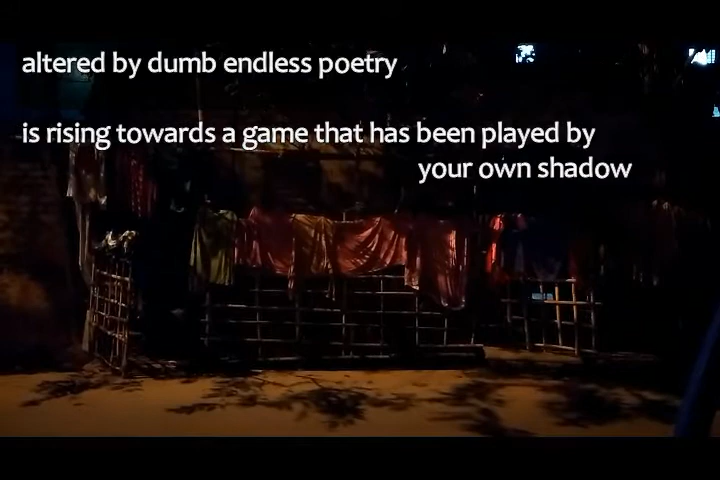 altered by dumb endless poetry
is rising towards a game that has been played by
your own shadow